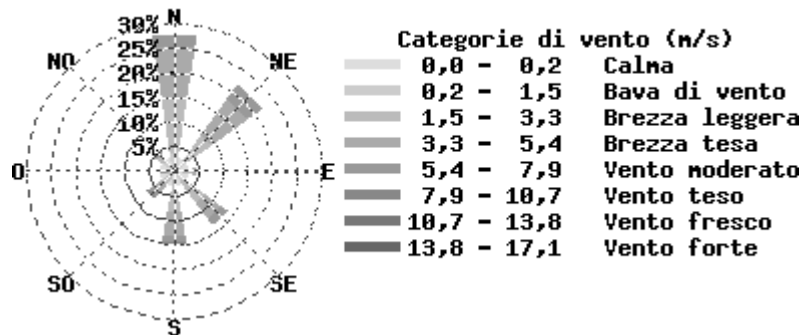 N
30%
25%
20%
15%
10%
5%
NO
NE
O
E
SO
SE
S
Categorie di vento (m/s)
0,0 - 0,2 Calma
0,2 - 1,5 Bava di vento
1,5 - 3,3 Brezza leggera
3,3 - 5,4 Brezza tesa
5,4 - 7,9 Vento moderato
7,9 - 10,7 Vento teso
10,7 - 13,8 Vento fresco
13,8 - 17,1 Vento forte